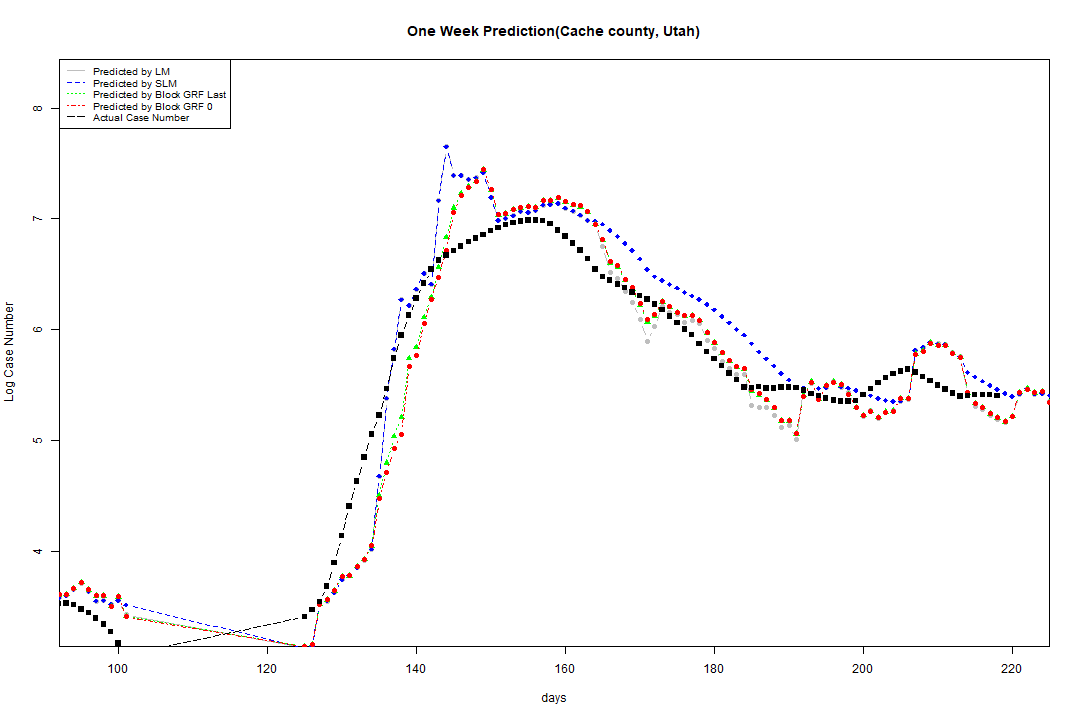 One Week Prediction(Cache county, Utah)
Predicted by LM
Predicted by SLM
Predicted by Block GRF Last
Predicted by Block GRF 0
Actual Case Number
8
7
6
5
4
Log Case Number
100 120 140 160 180 200 220
days